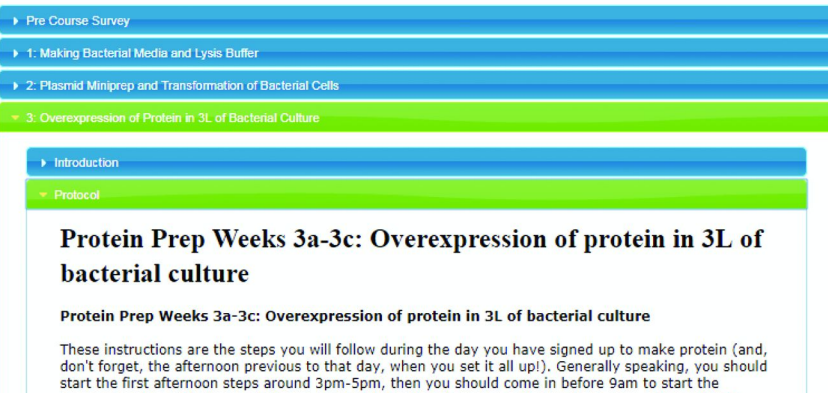 Pre Course Survey
1: Making Bacterial Media and Lysis Buffer
2: Plasmid Miniprep and Transformation of Bacterial Cells
3: Overexpression of Protein in 3L of Bacterial Culture
Introduction
Protocol
Protein Prep Weeks 3a-3c: Overexpression of protein in 3L of
bacterial culture
Protein Prep Weeks 3a-3c: Overexpression of protein in 3L of bacterial culture
These instructions are the steps you will follow during the day you have signed up to make protein (and,
don't forget, the afternoon previous to that day, when you set it all up!). Generally speaking, you should
start the first afternoon steps around 3pm-5pm, then you should come in before 9am to start the